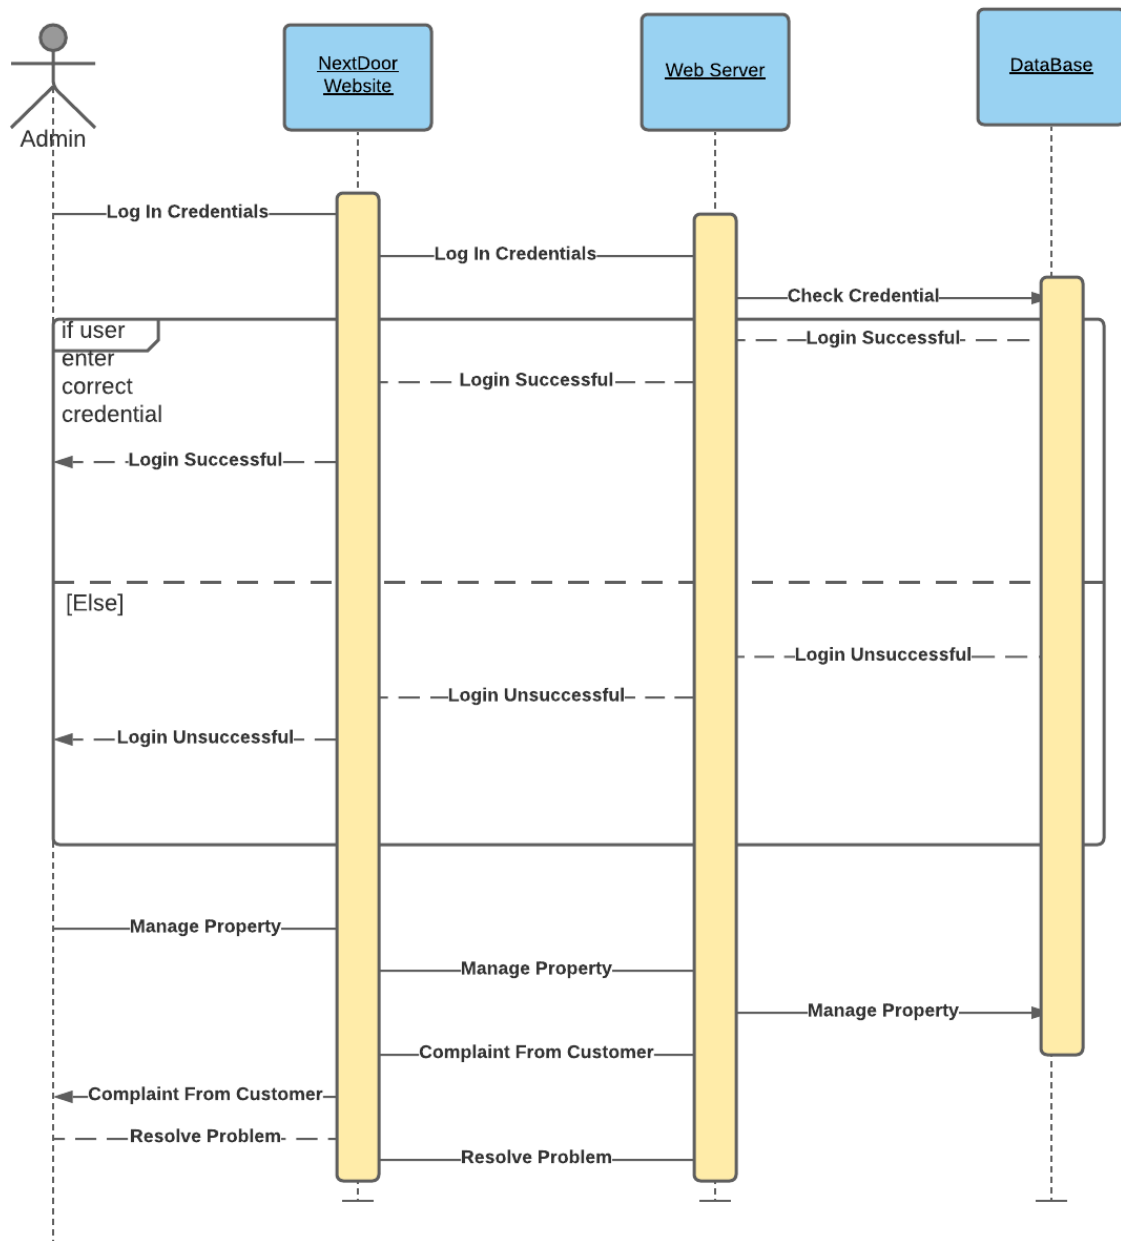 Admin
NextDoor
Website
Web Server
DataBase
Log In Credentials
Log In Credentials
Check Credential
if user
enter
correct
credential
Login Successful
Login Successful
Login Successful
[Else]
Login Unsuccessful
Login Unsuccessful
Login Unsuccessful
Manage Property
Manage Property
Manage Property
Complaint From Customer
Complaint From Customer
Resolve Problem
Resolve Problem